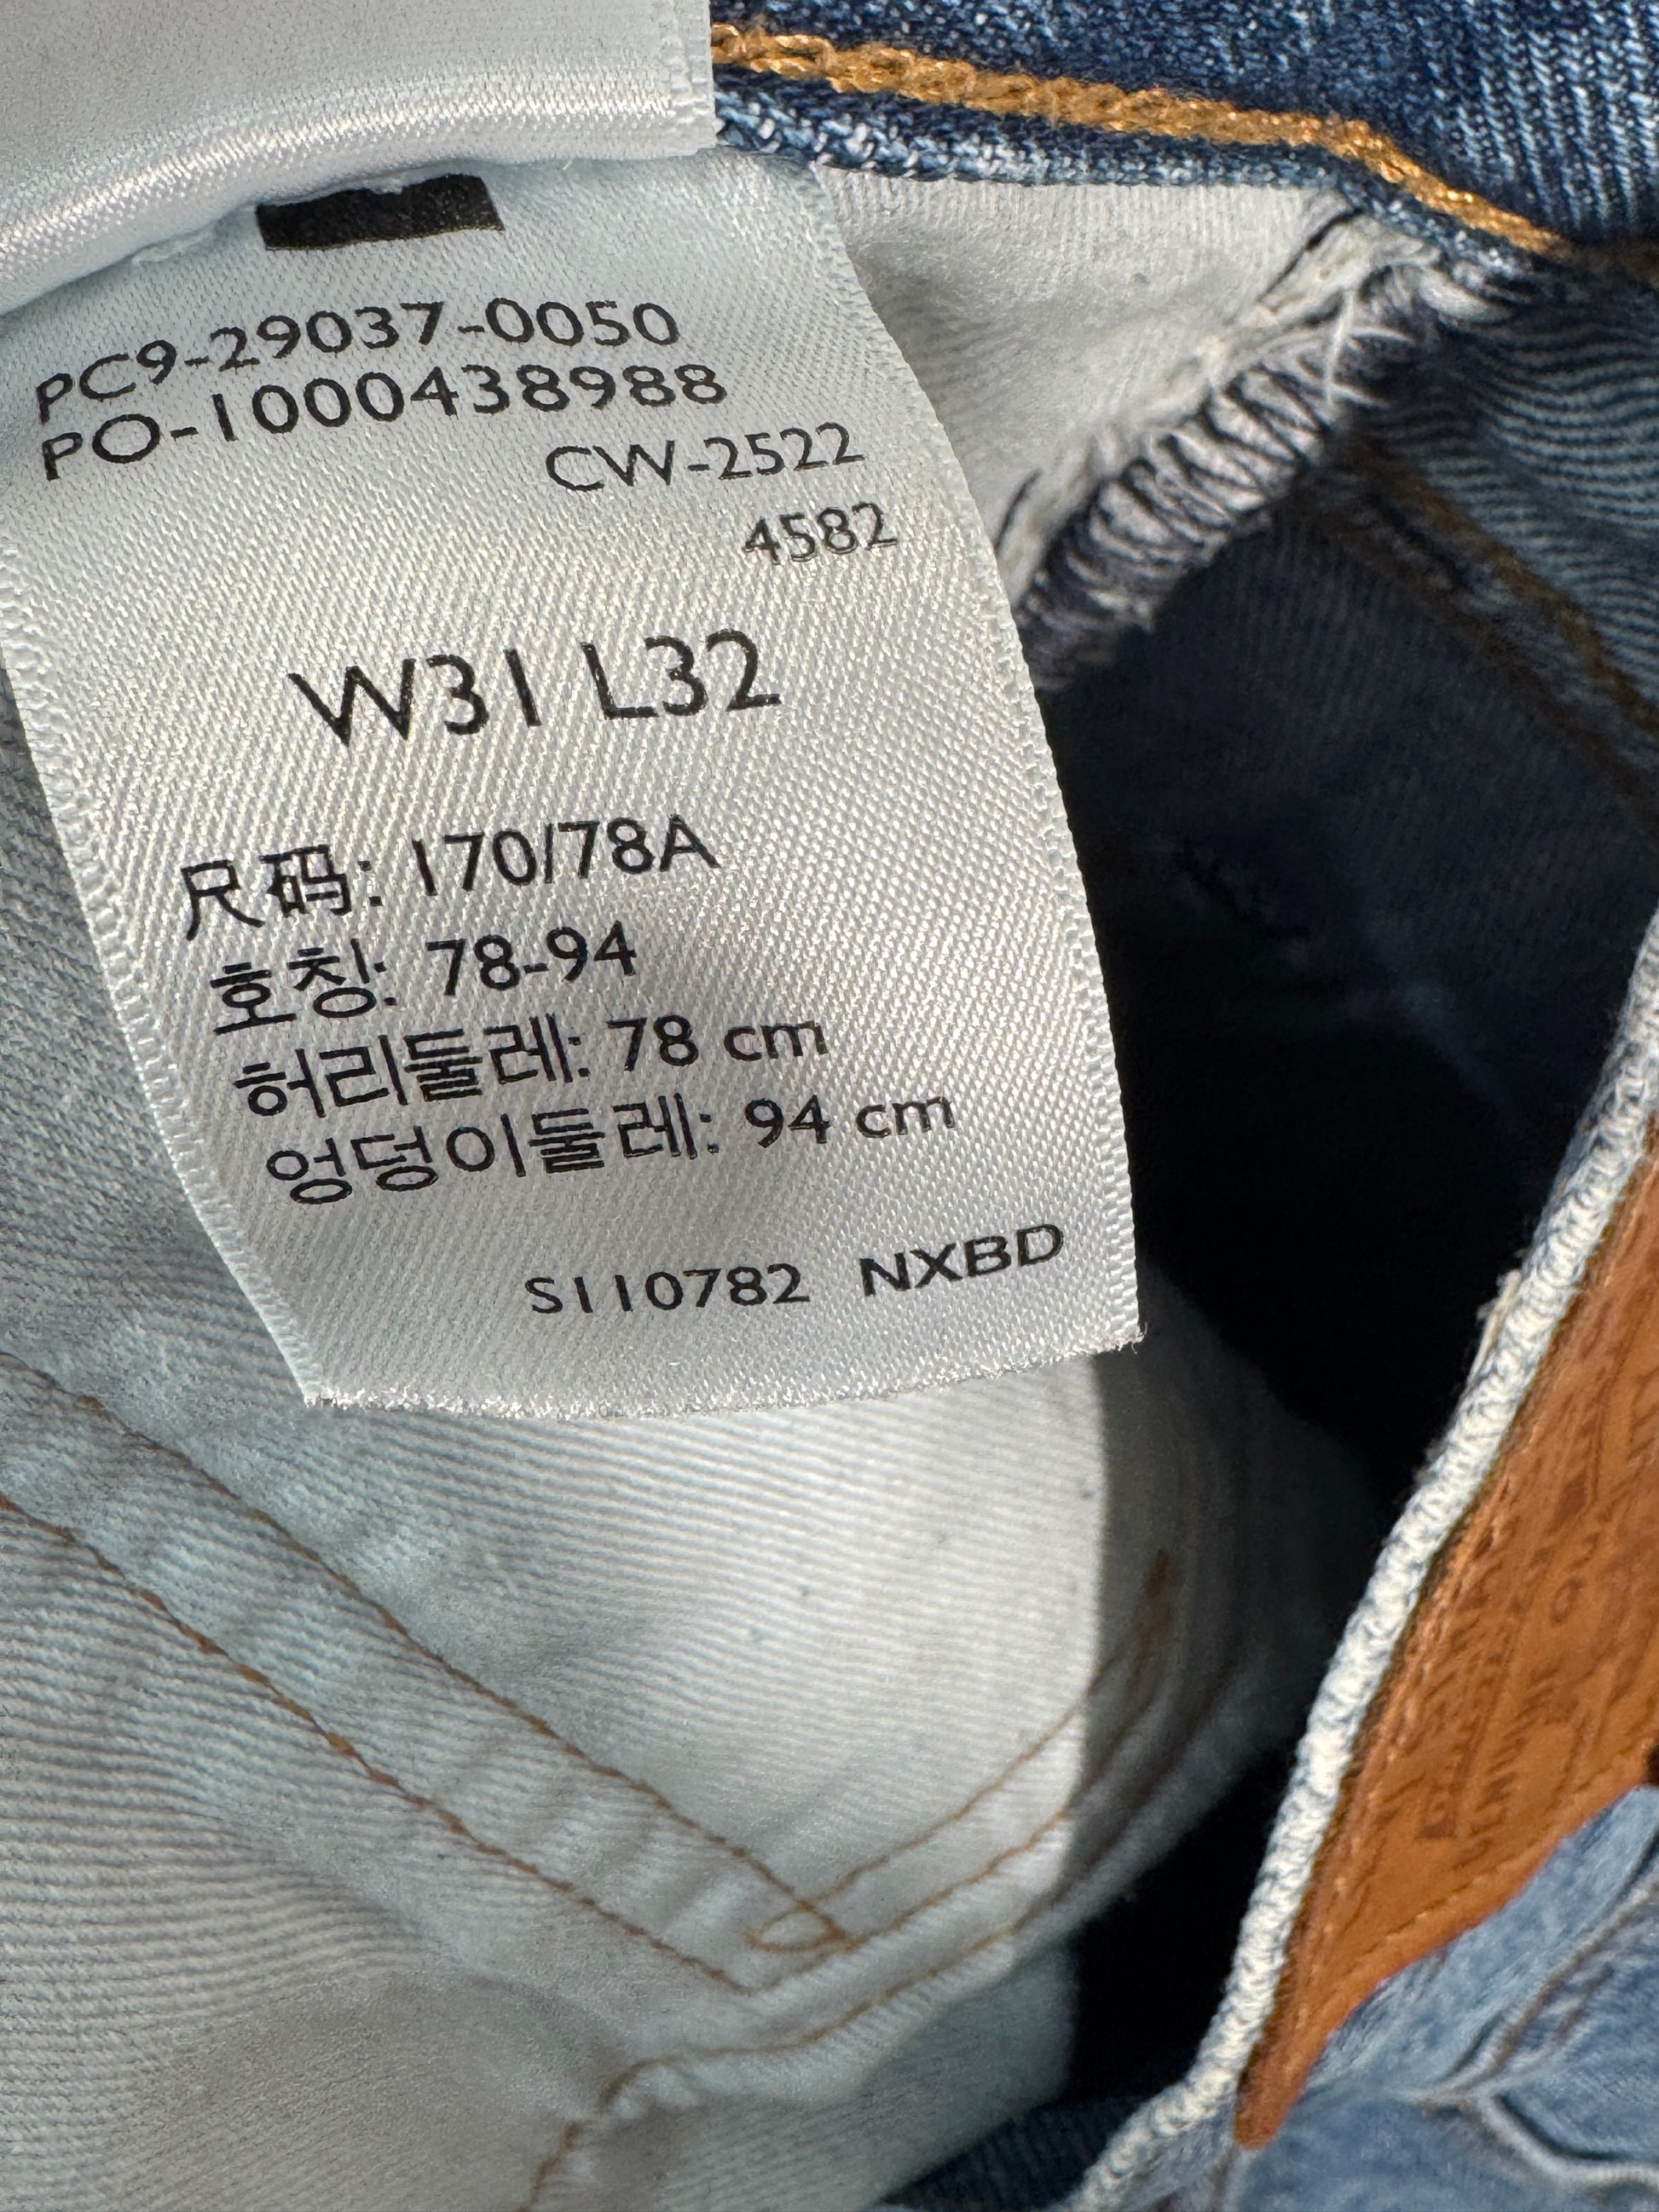 PC9-29037-0050
PO-1000438988
CW-2522
4582
W31 L32
尺码: 170/78A
호칭: 78-94
허리둘레: 78 cm
엉덩이둘레: 94 cm
S110782 NXBD